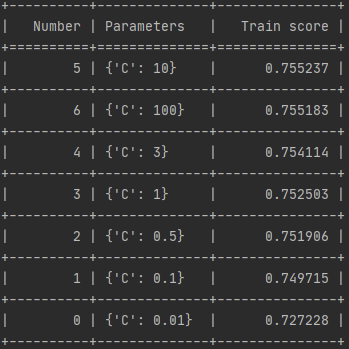 +----------+---------------+---------------+
|   Number | Parameters    |   Train score |
+==========+===============+===============+
|        5 | {'C': 10}     |      0.755237 |
+----------+---------------+---------------+
|        6 | {'C': 100}    |      0.755183 |
+----------+---------------+---------------+
|        4 | {'C': 3}      |      0.754114 |
+----------+---------------+---------------+
|        3 | {'C': 1}      |      0.752503 |
+----------+---------------+---------------+
|        2 | {'C': 0.5}    |      0.751906 |
+----------+---------------+---------------+
|        1 | {'C': 0.1}    |      0.749715 |
+----------+---------------+---------------+
|        0 | {'C': 0.01}   |      0.727228 |
+----------+---------------+---------------+